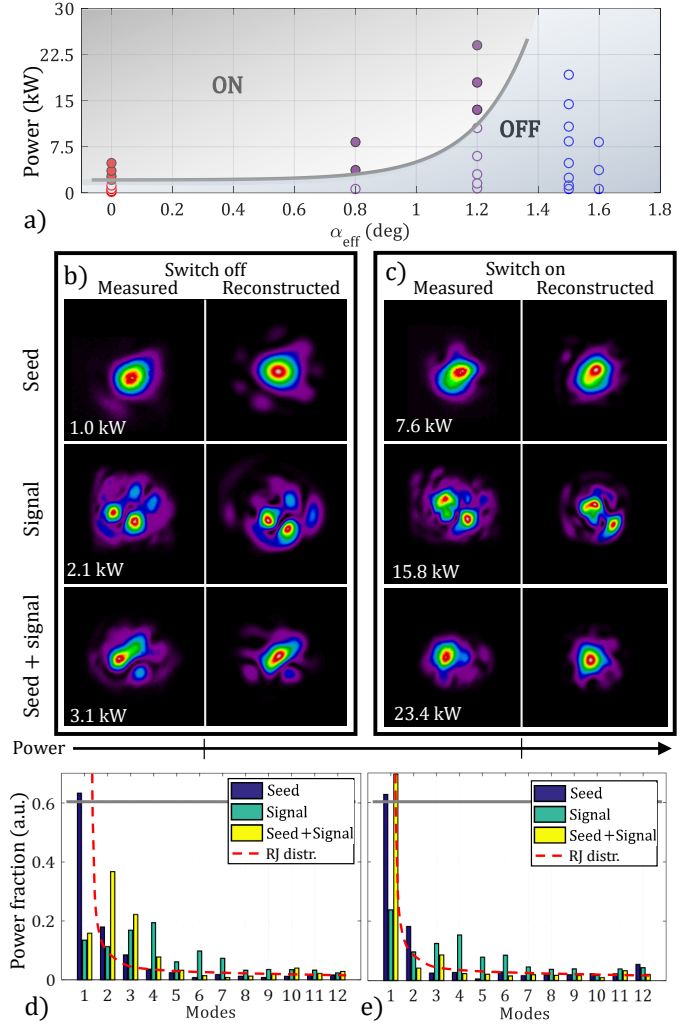 30
22.5
15
7.5
0
Power (kW)
ON
OFF
0 0.2 0.4 0.6 0.8 1 1.2 1.4 1.6 1.8
α_eff (deg)
a)
b) Switch off
Measured Reconstructed
c) Switch on
Measured Reconstructed
Seed
1.0 kW
7.6 kW
Signal
2.1 kW
15.8 kW
Seed + signal
3.1 kW
23.4 kW
Power
Power fraction (a.u.)
0.6
0.4
0.2
0
Seed
Signal
Seed+Signal
RJ distr.
1 2 3 4 5 6 7 8 9 10 11 12
d) Modes
Seed
Signal
Seed+Signal
RJ distr.
1 2 3 4 5 6 7 8 9 10 11 12
e) Modes